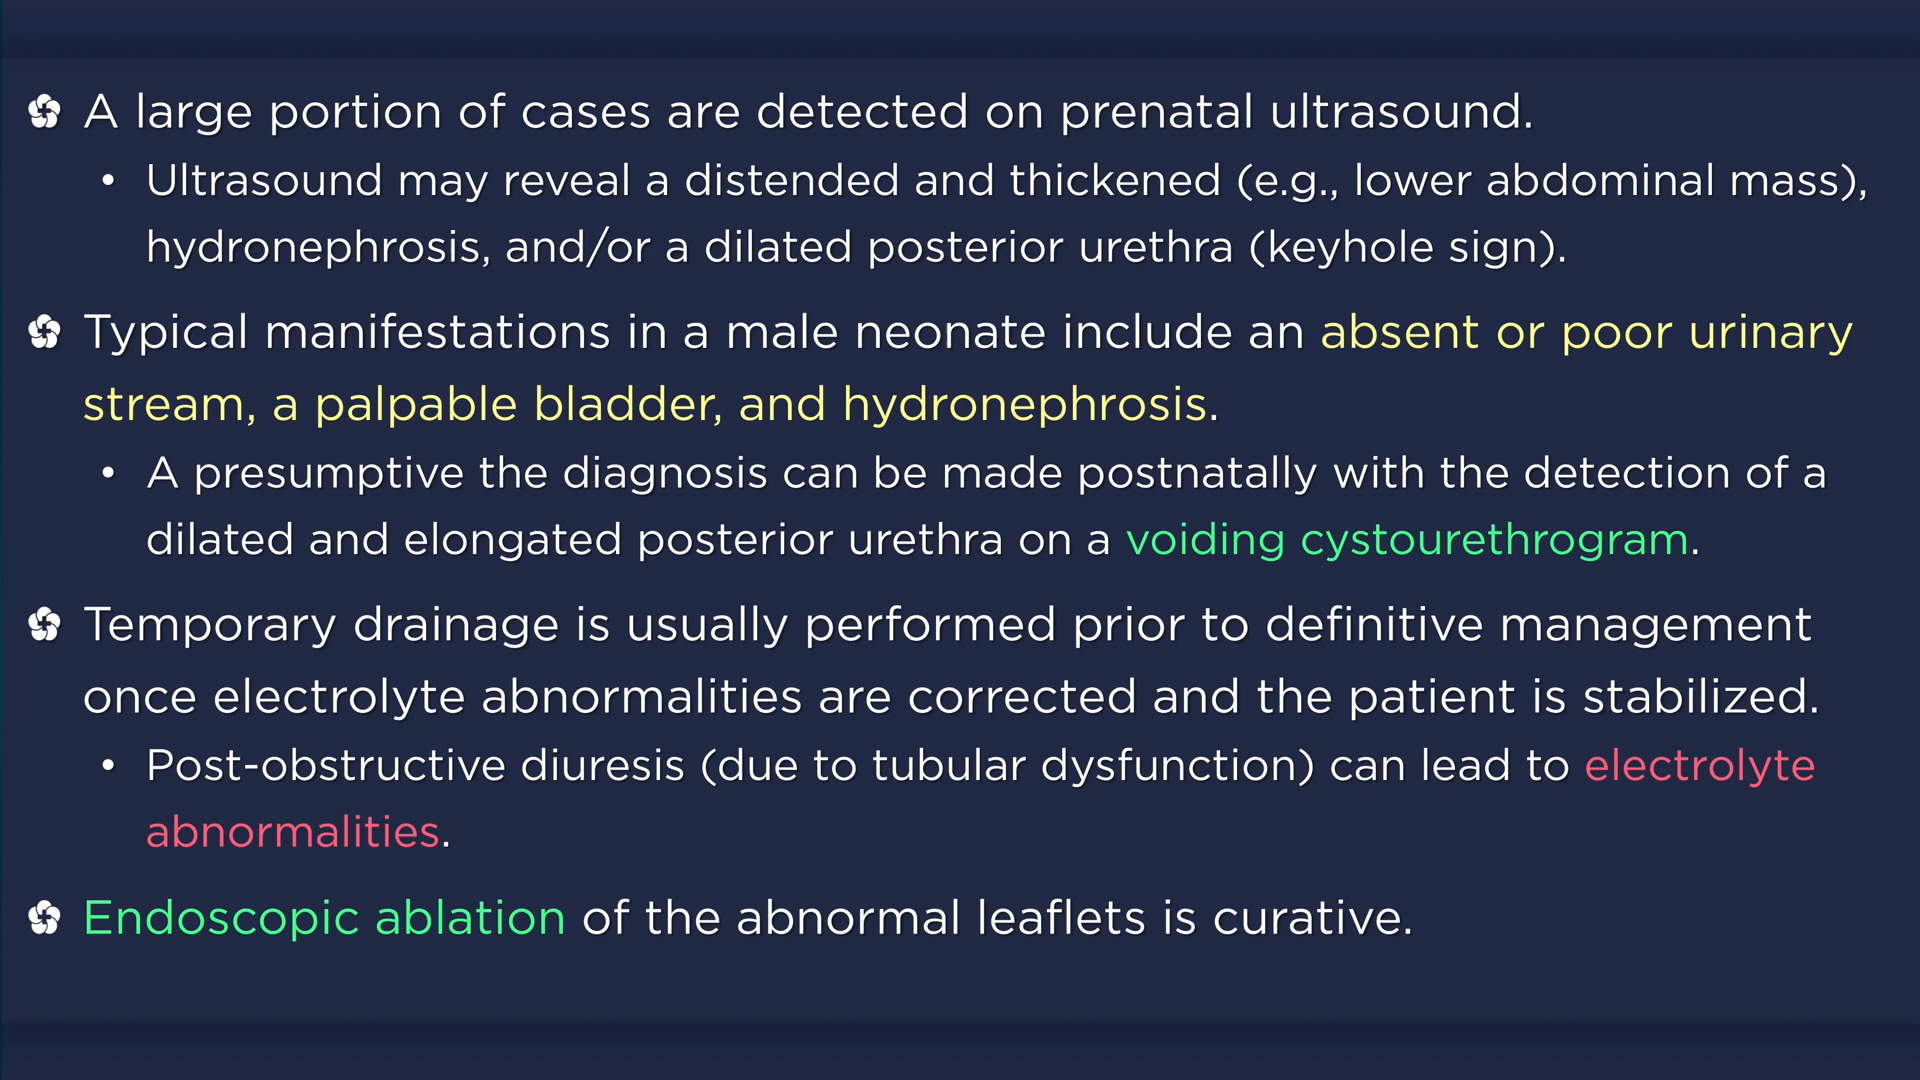 A large portion of cases are detected on prenatal ultrasound.
• Ultrasound may reveal a distended and thickened (e.g., lower abdominal mass),
hydronephrosis, and/or a dilated posterior urethra (keyhole sign).
Typical manifestations in a male neonate include an absent or poor urinary
stream, a palpable bladder, and hydronephrosis.
• A presumptive the diagnosis can be made postnatally with the detection of a
dilated and elongated posterior urethra on a voiding cystourethrogram.
Temporary drainage is usually performed prior to definitive management
once electrolyte abnormalities are corrected and the patient is stabilized.
• Post-obstructive diuresis (due to tubular dysfunction) can lead to electrolyte
abnormalities.
Endoscopic ablation of the abnormal leaflets is curative.